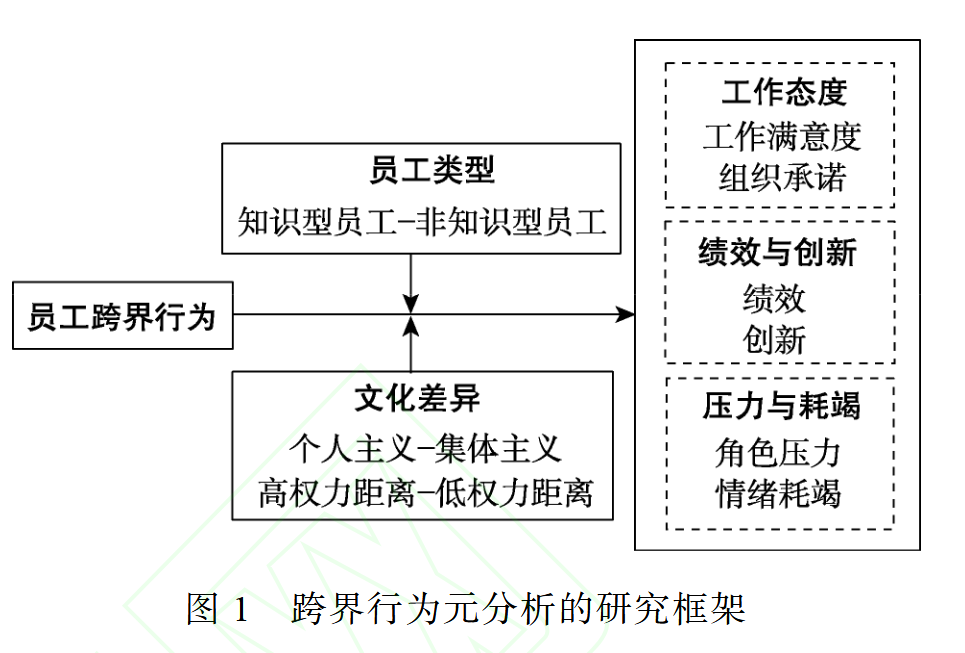 员工类型
知识型员工–非知识型员工
员工跨界行为
文化差异
个人主义–集体主义
高权力距离–低权力距离
工作态度
工作满意度
组织承诺
绩效与创新
绩效
创新
压力与耗竭
角色压力
情绪耗竭
图 1 跨界行为元分析的研究框架